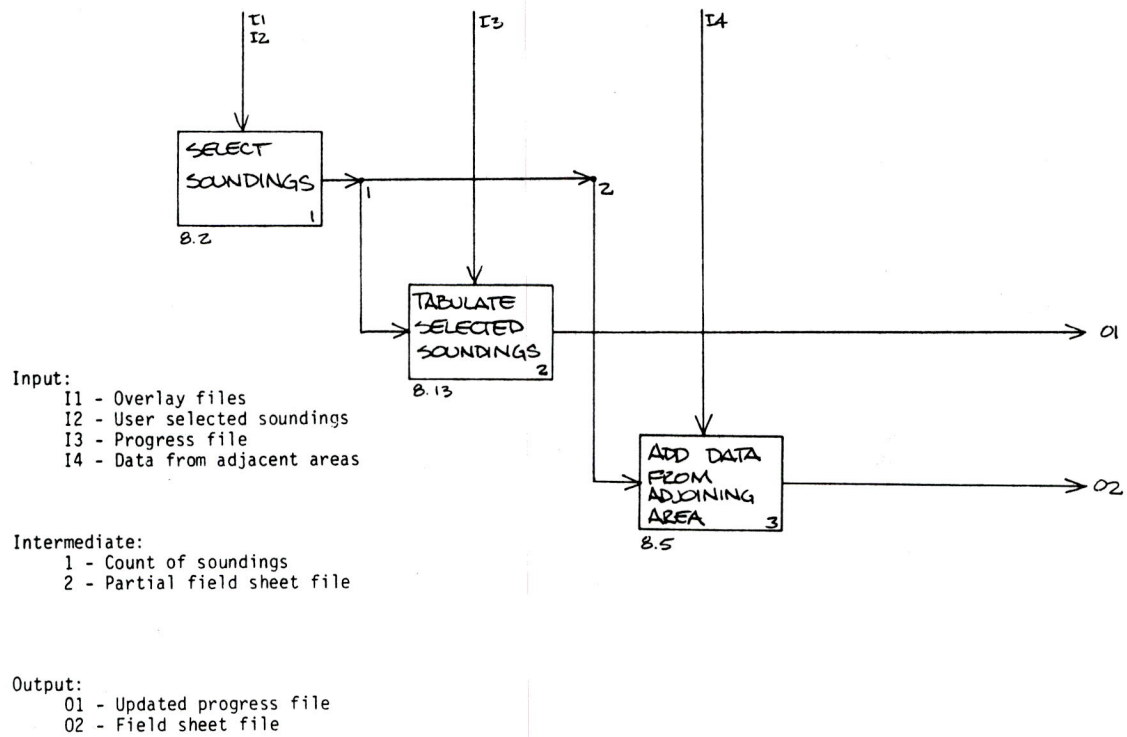 I1
I2
I3
I4
SELECT
SOUNDINGS
1
8.2
1
2
TABULATE
SELECTED
SOUNDINGS
2
8.13
O1
Input:
I1 - Overlay files
I2 - User selected soundings
I3 - Progress file
I4 - Data from adjacent areas
ADD DATA
FROM
ADJOINING
AREA
3
8.5
O2
Intermediate:
1 - Count of soundings
2 - Partial field sheet file
Output:
O1 - Updated progress file
O2 - Field sheet file